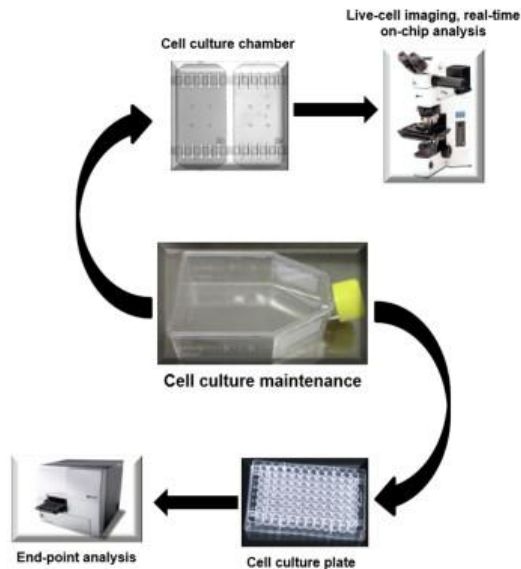 Live-cell imaging, real-time
on-chip analysis
Cell culture chamber
Cell culture maintenance
End-point analysis
Cell culture plate